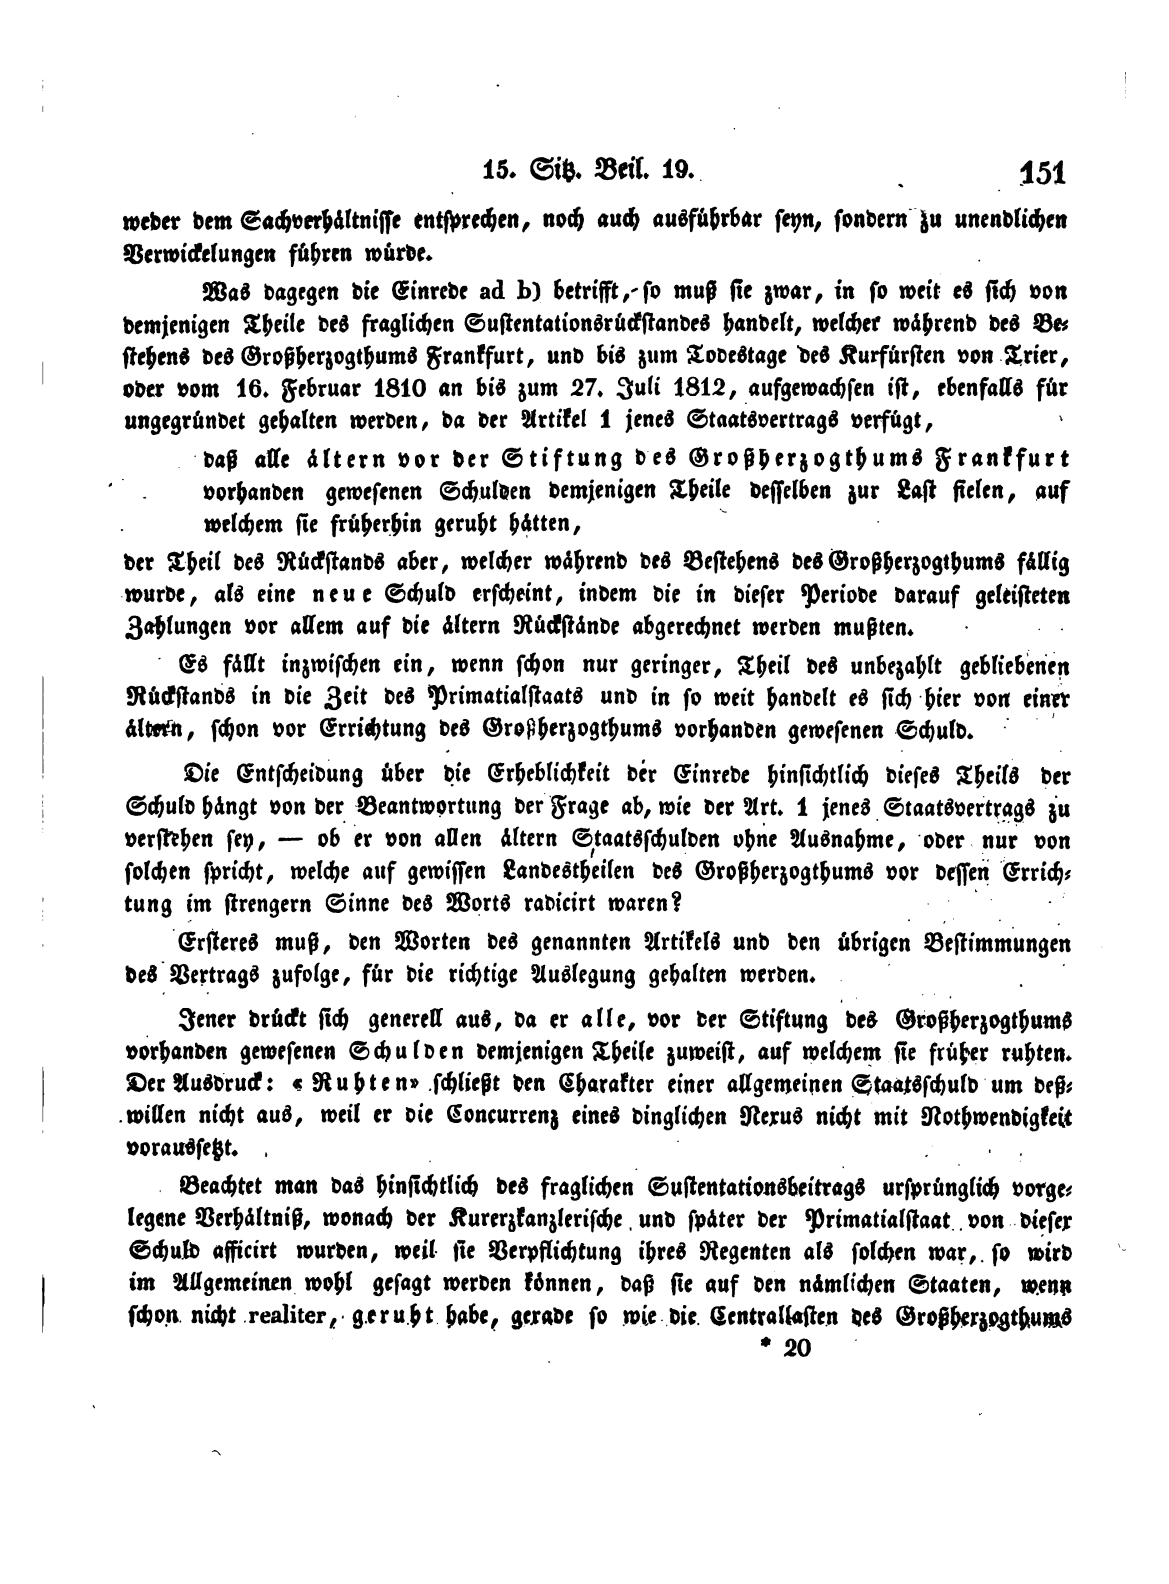 15. Sitz. Beil. 19.
151
weder dem Sachverhältnisse entsprechen, noch auch ausführbar seyn, sondern zu unendlichen
Verwickelungen führen würde.
Was dagegen die Einrede ad b) betrifft, so muß sie zwar, in so weit es sich von
demjenigen Theile des fraglichen Sustentationsrückstandes handelt, welcher während des Be-
stehens des Großherzogthums Frankfurt, und bis zum Todestage des Kurfürsten von Trier,
oder vom 16. Februar 1810 an bis zum 27. Juli 1812, aufgewachsen ist, ebenfalls für
ungegründet gehalten werden, da der Artikel 1 jenes Staatsvertrags verfügt,
daß alle ältern vor der Stiftung des Großherzogthums Frankfurt
vorhanden gewesenen Schulden demjenigen Theile desselben zur Last fielen, auf
welchem sie früherhin geruht hätten,
der Theil des Rückstands aber, welcher während des Bestehens des Großherzogthums fällig
wurde, als eine neue Schuld erscheint, indem die in dieser Periode darauf geleisteten
Zahlungen vor allem auf die ältern Rückstände abgerechnet werden mußten.
Es fällt inzwischen ein, wenn schon nur geringer, Theil des unbezahlt gebliebenen
Rückstands in die Zeit des Primatialstaats und in so weit handelt es sich hier von einer
ältern, schon vor Errichtung des Großherzogthums vorhanden gewesenen Schuld.
Die Entscheidung über die Erheblichkeit der Einrede hinsichtlich dieses Theils der
Schuld hängt von der Beantwortung der Frage ab, wie der Art. 1 jenes Staatsvertrags zu
verstehen sey, — ob er von allen ältern Staatsschulden ohne Ausnahme, oder nur von
solchen spricht, welche auf gewissen Landestheilen des Großherzogthums vor dessen Errich-
tung im strengern Sinne des Worts radicirt waren?
Ersteres muß, den Worten des genannten Artikels und den übrigen Bestimmungen
des Vertrags zufolge, für die richtige Auslegung gehalten werden.
Jener drückt sich generell aus, da er alle, vor der Stiftung des Großherzogthums
vorhanden gewesenen Schulden demjenigen Theile zuweist, auf welchem sie früher ruhten.
Der Ausdruck: «Ruhten» schließt den Charakter einer allgemeinen Staatsschuld um deß-
willen nicht aus, weil er die Concurrenz eines dinglichen Nexus nicht mit Nothwendigkeit
voraussetzt.
Beachtet man das hinsichtlich des fraglichen Sustentationsbeitrags ursprünglich vorge-
legene Verhältniß, wonach der Kurerzkanzlerische und später der Primatialstaat von dieser
Schuld afficirt wurden, weil sie Verpflichtung ihres Regenten als solchen war, so wird
im Allgemeinen wohl gesagt werden können, daß sie auf den nämlichen Staaten, wenn
schon nicht realiter, geruht habe, gerade so wie die Centrallasten des Großherzogthums
* 20